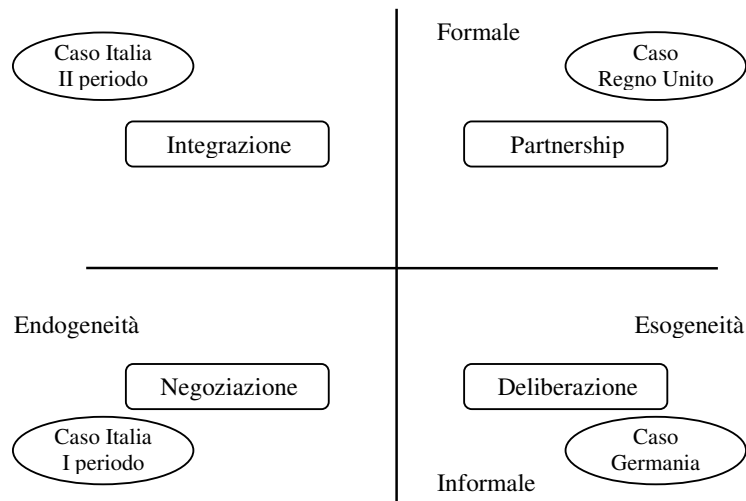 Caso Italia
II periodo
Formale
Caso
Regno Unito
Integrazione
Partnership
Endogeneità
Esogeneità
Negoziazione
Deliberazione
Caso Italia
I periodo
Caso
Germania
Informale